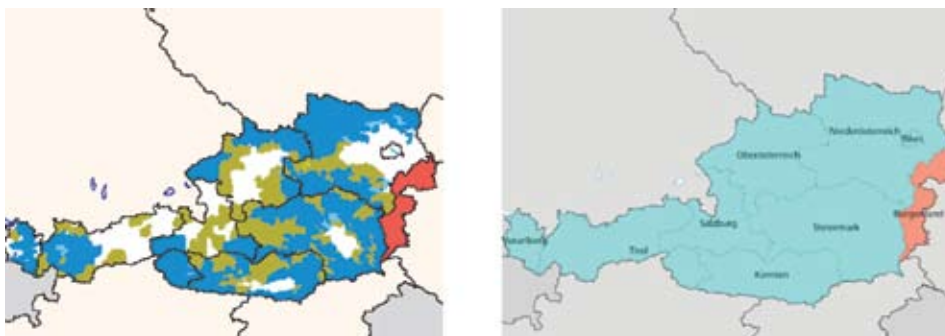 Niederösterreich
Wien
Oberösterreich
Burgenland
Salzburg
Steiermark
Tirol
Kärnten